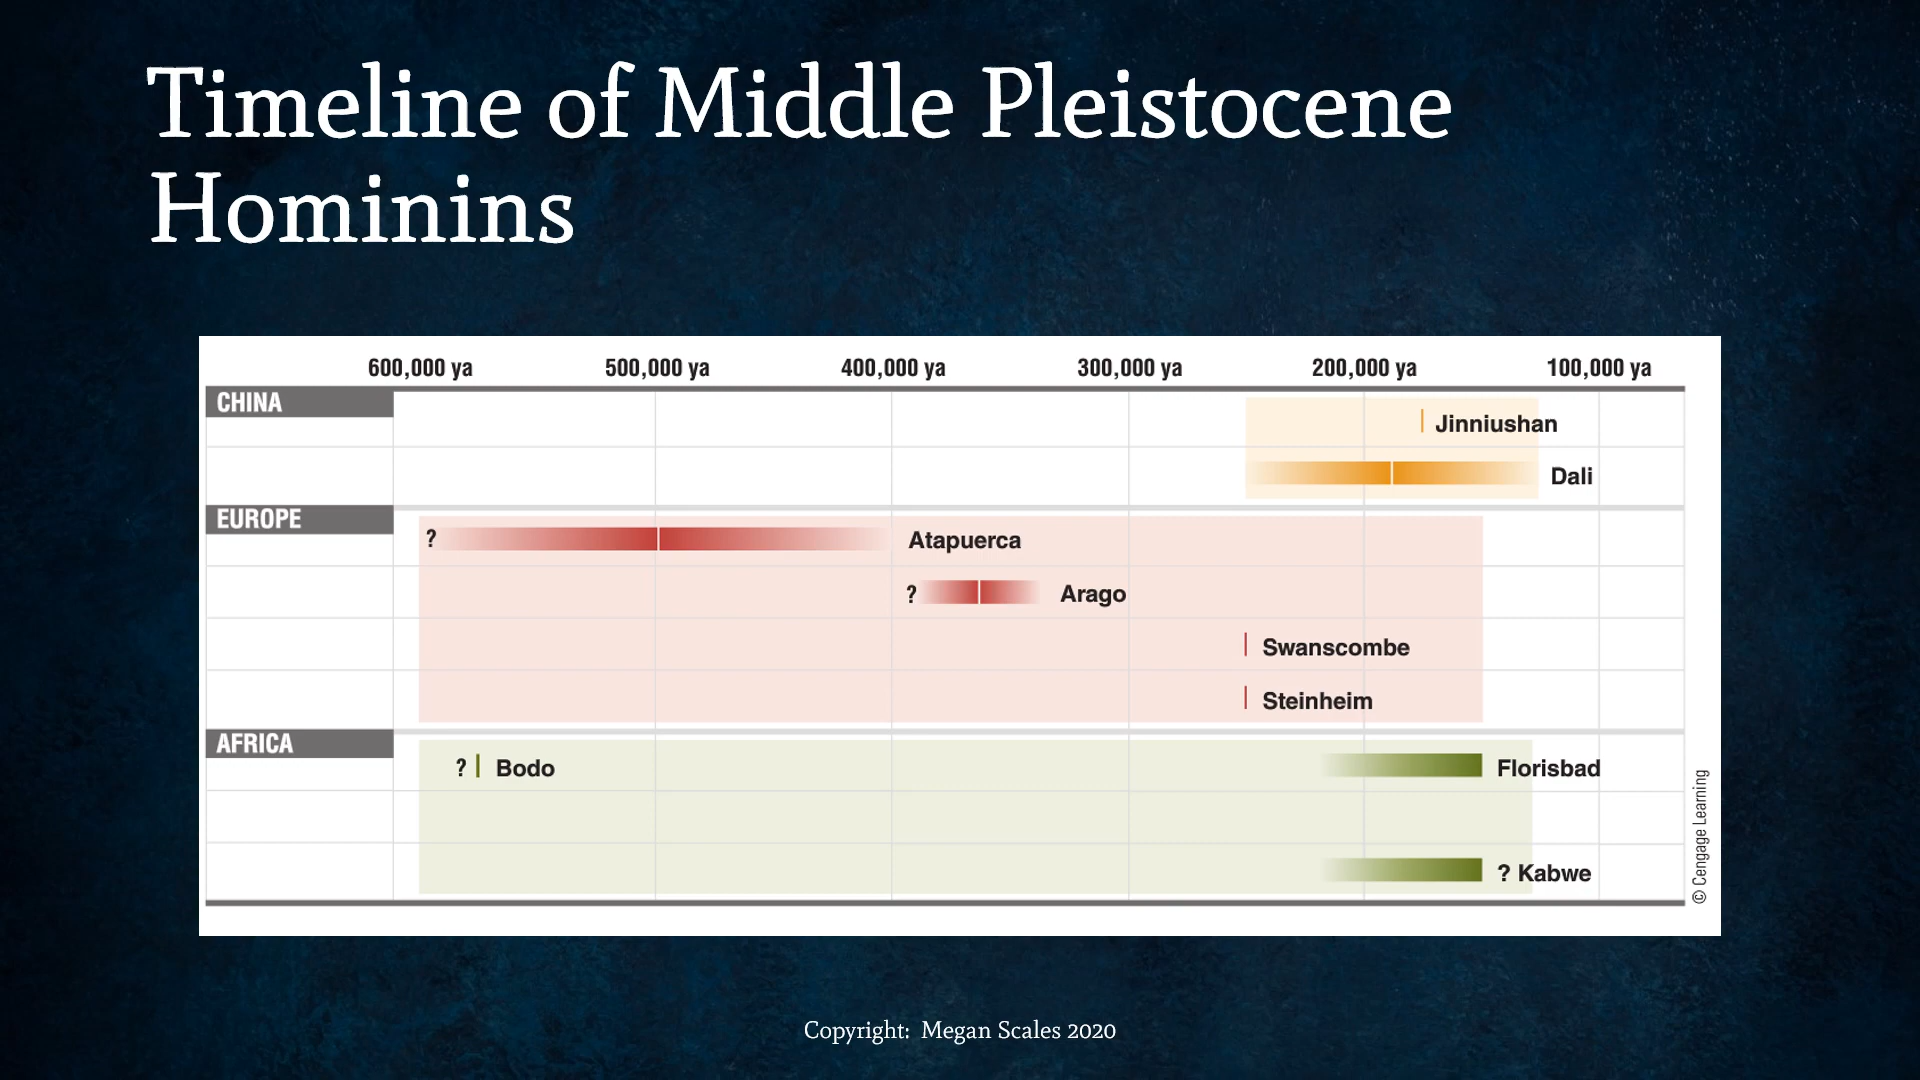 Timeline of Middle Pleistocene
Hominins
600,000 ya 500,000 ya 400,000 ya 300,000 ya 200,000 ya 100,000 ya
CHINA
Jinniushan
Dali
EUROPE
? Atapuerca
? Arago
Swanscombe
Steinheim
AFRICA
? Bodo Florisbad
? Kabwe
© Cengage Learning
Copyright: Megan Scales 2020